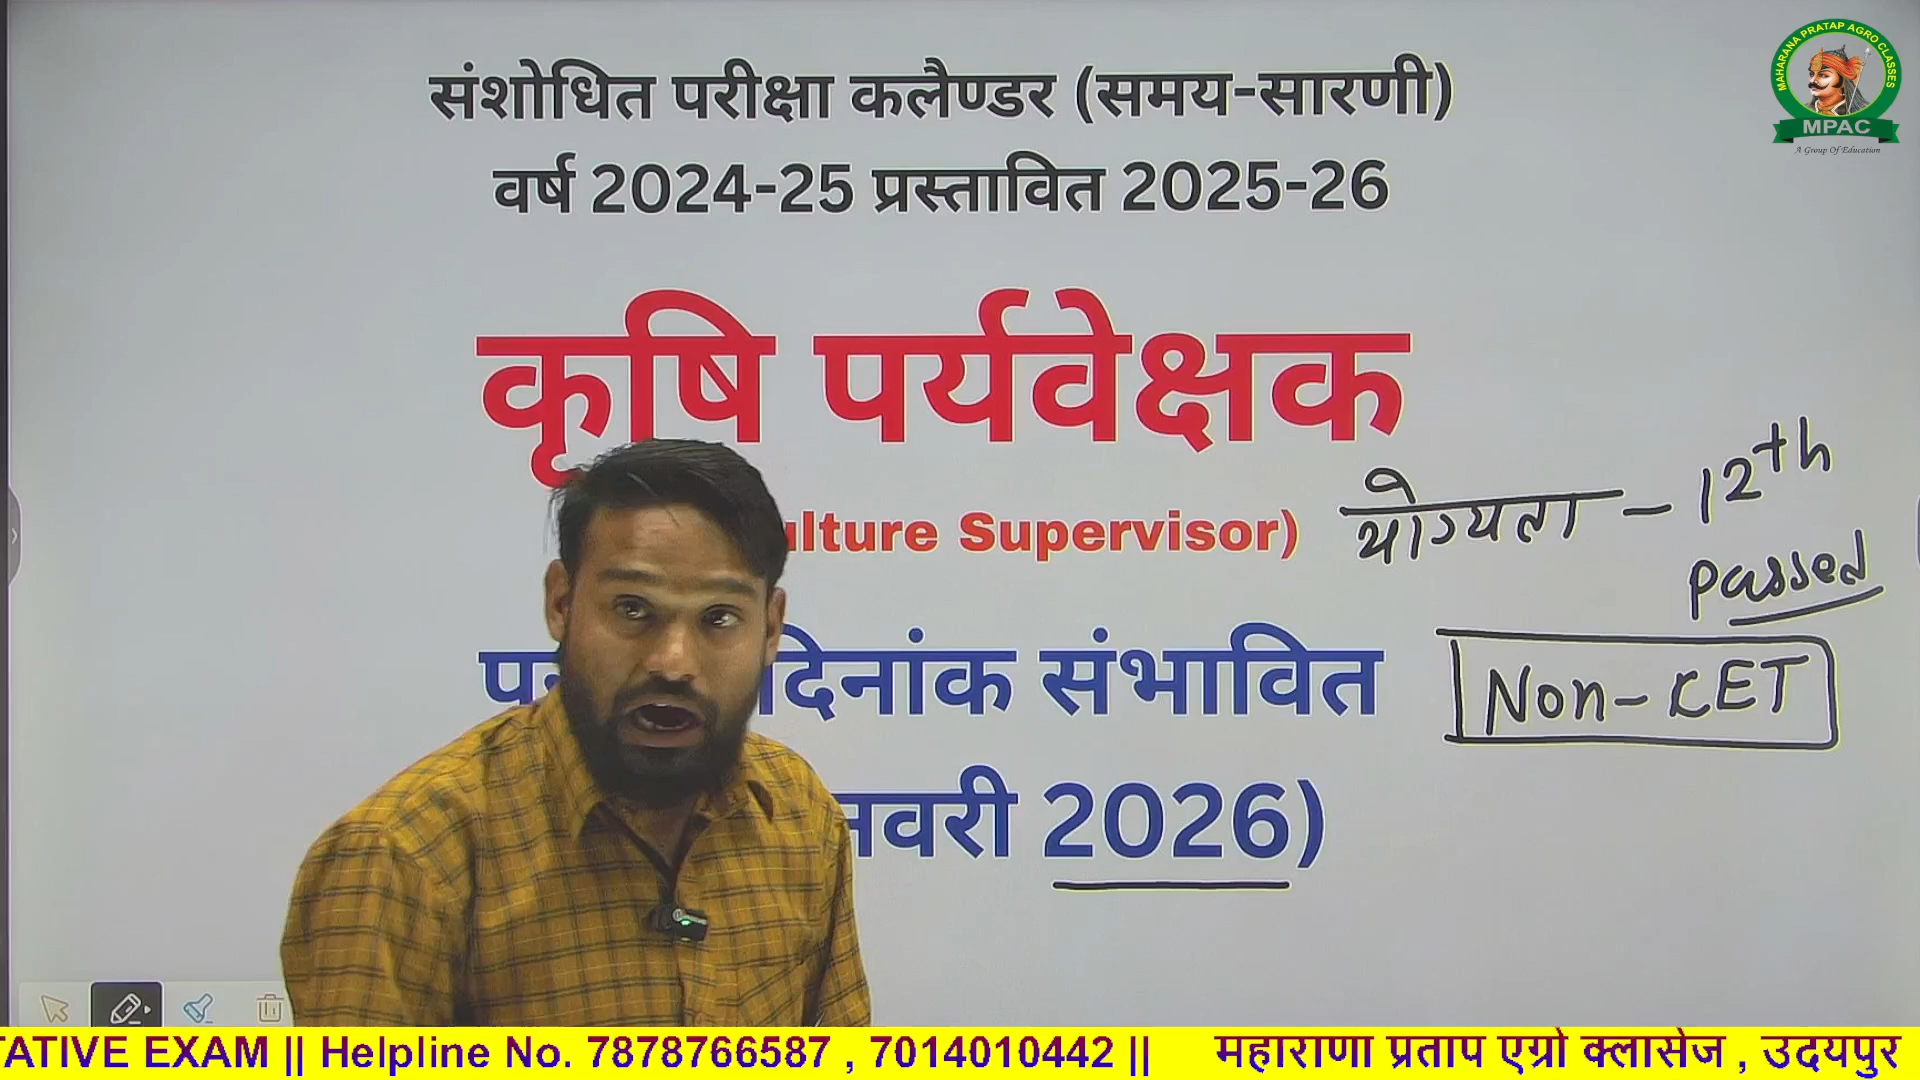 संशोधित परीक्षा कलैण्डर (समय-सारणी)
वर्ष 2024-25 प्रस्तावित 2025-26
कृषि पर्यवेक्षक
ulture Supervisor)
योग्यता - 12th
passed
दिनांक संभावित
Non-CET
नवरी 2026)
MAHARANA PRATAP AGRO CLASSES
MPAC
A Group Of Education
TATIVE EXAM || Helpline No. 7878766587 , 7014010442 || महाराणा प्रताप एग्रो क्लासेज , उदयपुर